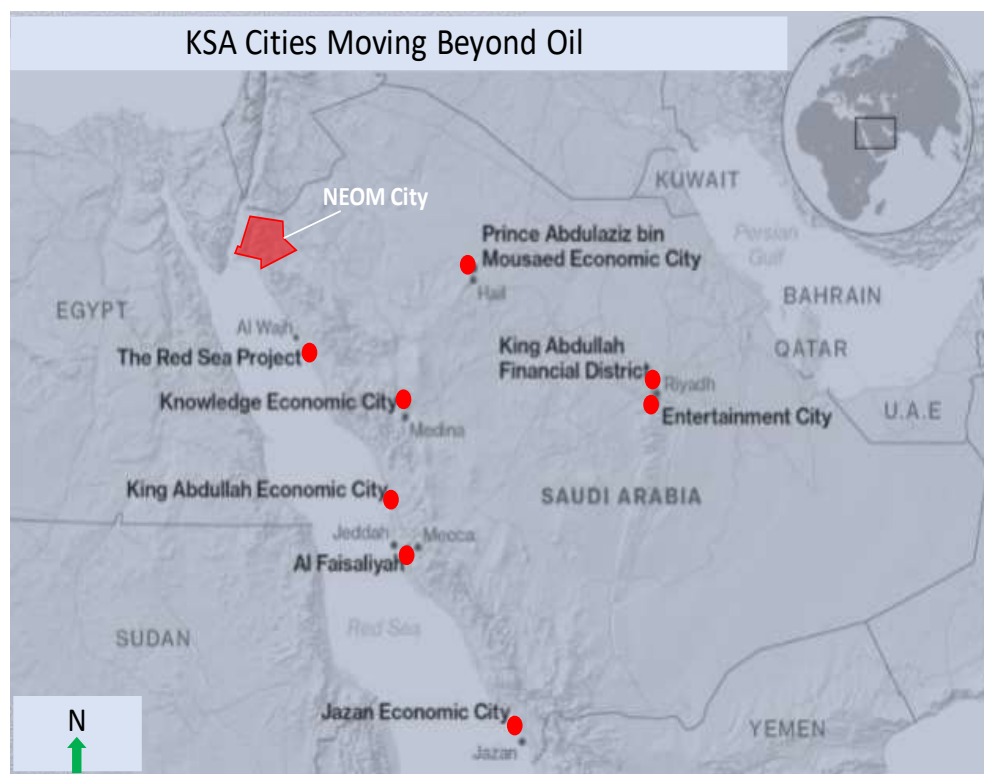 KSA Cities Moving Beyond Oil
KUWAIT
NEOM City
Persian
Gulf
Prince Abdulaziz bin
Mousaed Economic City
Hail
BAHRAIN
EGYPT
Al Wajh
The Red Sea Project
King Abdullah
Financial District
QATAR
Riyadh
Knowledge Economic City
Medina
Entertainment City
U.A.E
King Abdullah Economic City
SAUDI ARABIA
Jeddah
Mecca
Al Faisaliyah
SUDAN
Red Sea
Jazan Economic City
Jazan
YEMEN
N